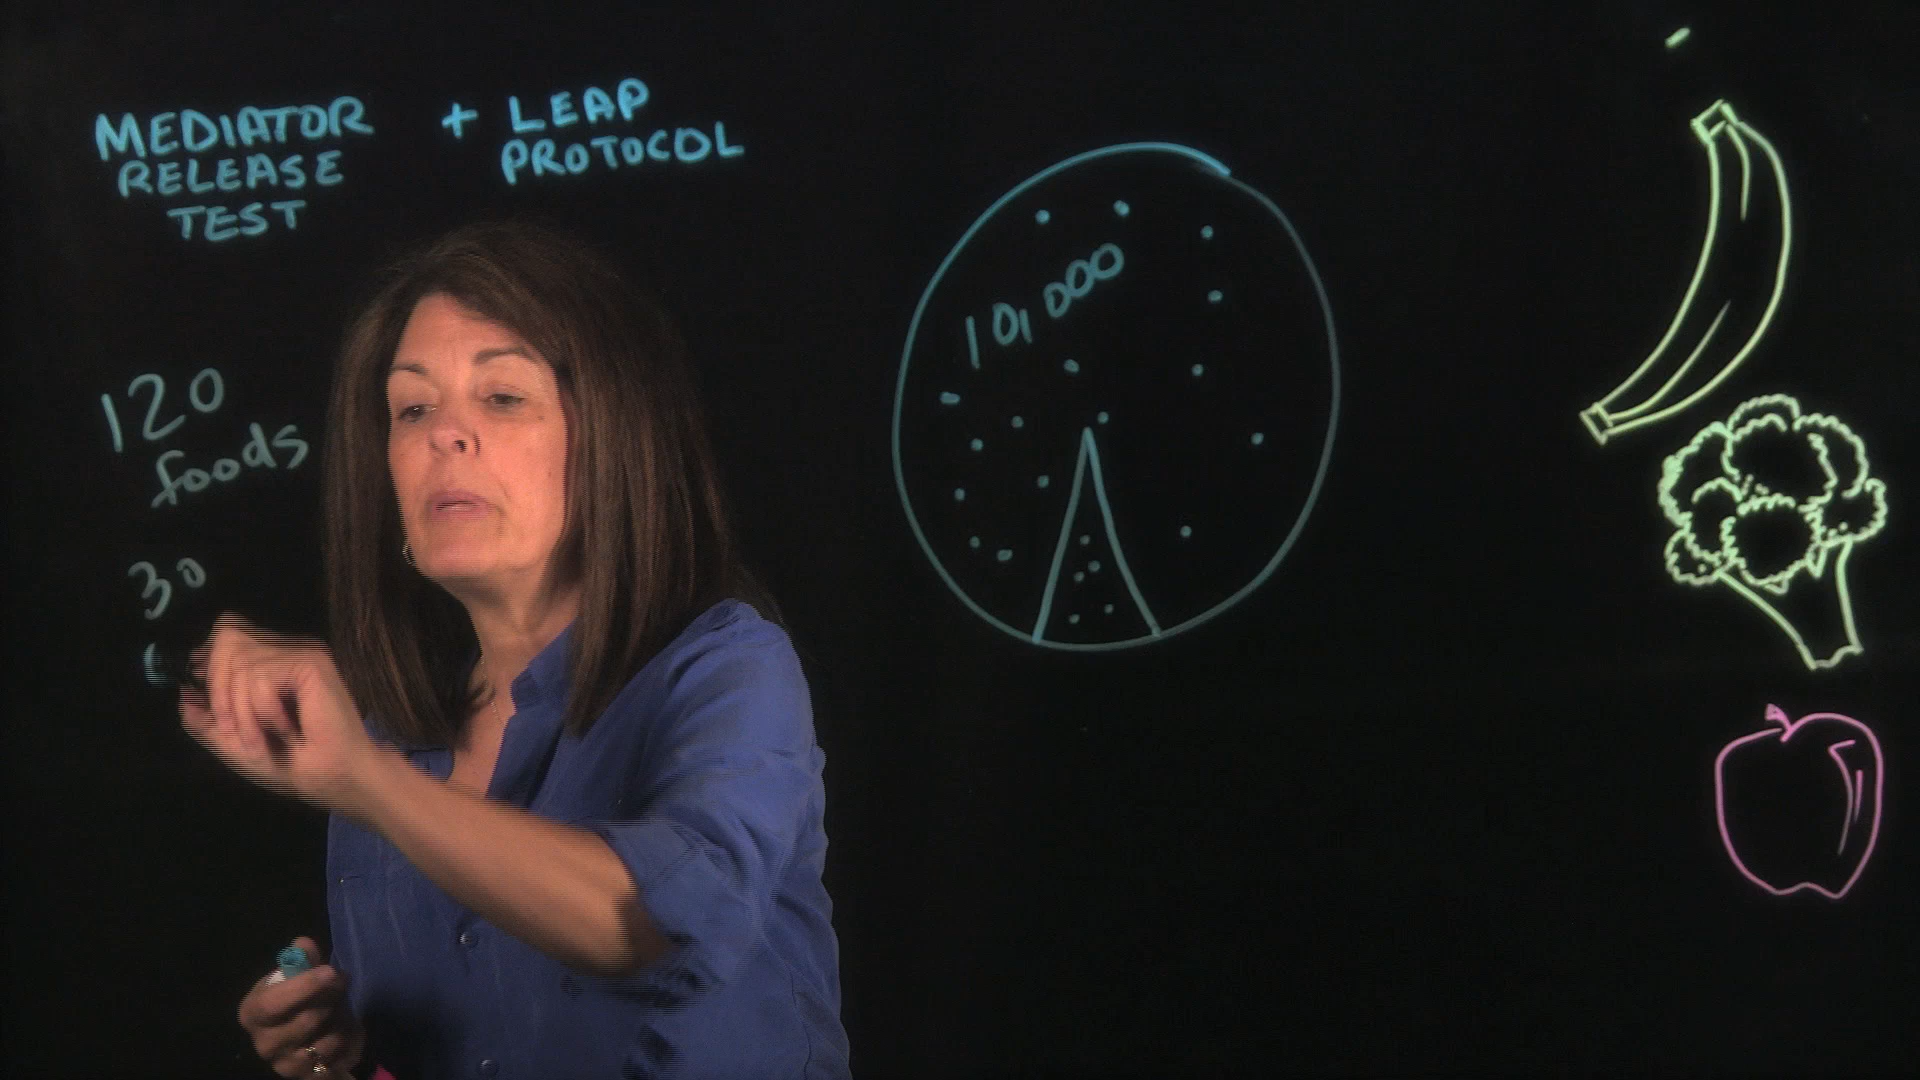 MEDIATOR
RELEASE
TEST
+ LEAP
PROTOCOL
120
foods
30
10,000